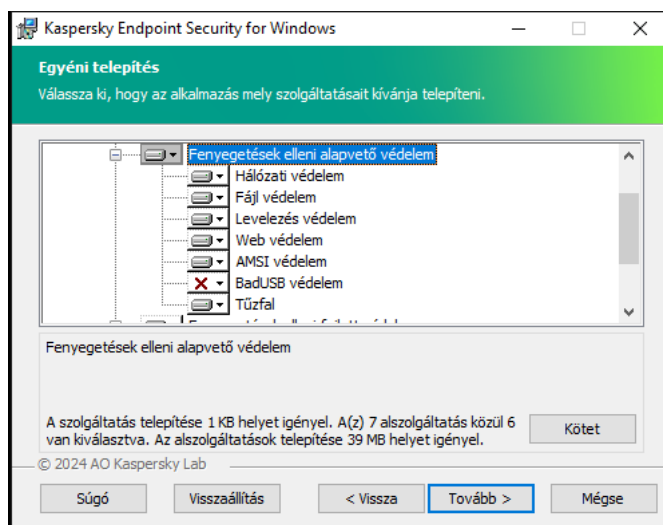 Kaspersky Endpoint Security for Windows
Egyéni telepítés
Válassza ki, hogy az alkalmazás mely szolgáltatásait kívánja telepíteni.
Fenyegetések elleni alapvető védelem
Hálózati védelem
Fájl védelem
Levelezés védelem
Web védelem
AMSI védelem
BadUSB védelem
Tűzfal
Fenyegetések elleni alapvető védelem
A szolgáltatás telepítése 1 KB helyet igényel. A(z) 7 alszolgáltatás közül 6
van kiválasztva. Az alszolgáltatások telepítése 39 MB helyet igényel.
Kötet
© 2024 AO Kaspersky Lab
Súgó
Visszaállítás
< Vissza
Tovább >
Mégse